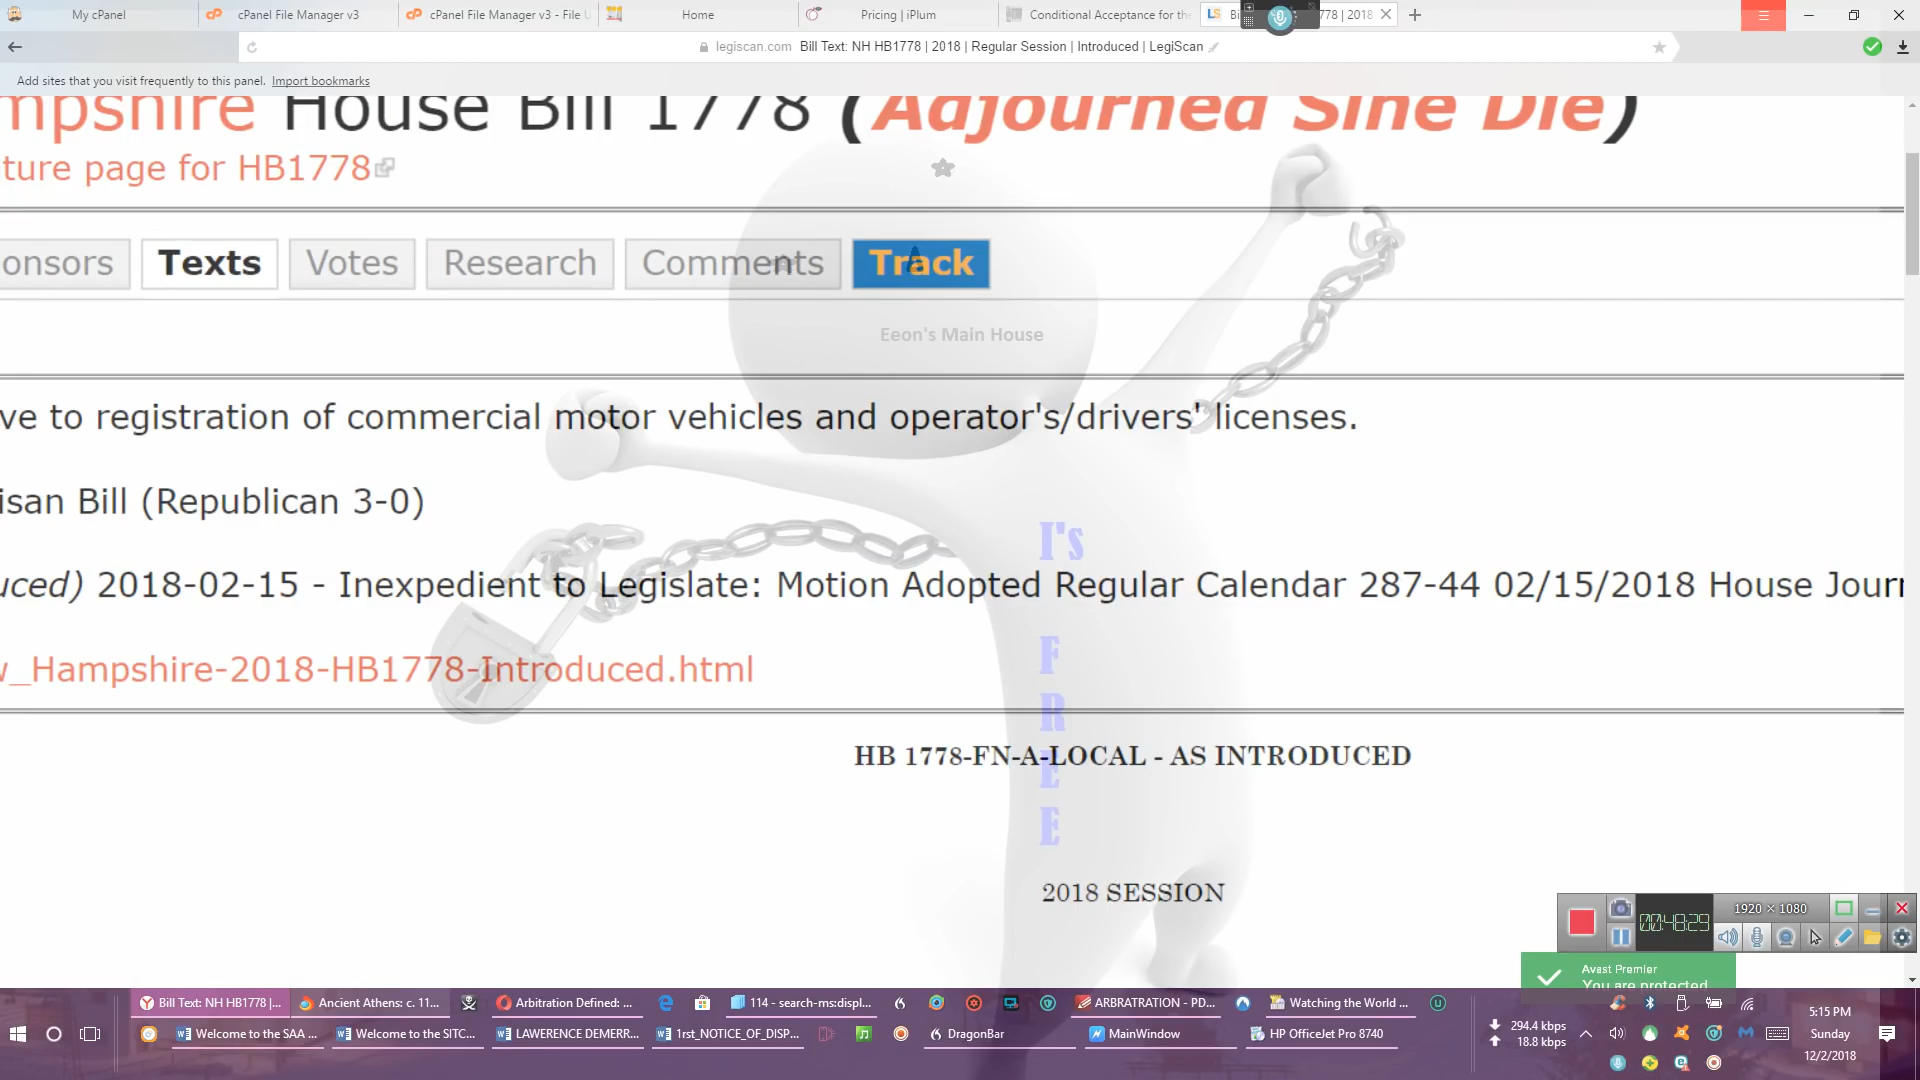 My cPanel
cPanel File Manager v3
cPanel File Manager v3 - File U
Home
Pricing | iPlum
Conditional Acceptance for the
778 | 2018
legiscan.com Bill Text: NH HB1778 | 2018 | Regular Session | Introduced | LegiScan
Add sites that you visit frequently to this panel. Import bookmarks
mpshire House Bill 1778 (Adjourned Sine Die)
ture page for HB1778
onsors Texts Votes Research Comments Track
Eeon's Main House
ve to registration of commercial motor vehicles and operator's/drivers' licenses.
isan Bill (Republican 3-0)
I's
uced) 2018-02-15 - Inexpedient to Legislate: Motion Adopted Regular Calendar 287-44 02/15/2018 House Jour
w_Hampshire-2018-HB1778-Introduced.html
F
R
E
E
HB 1778-FN-A-LOCAL - AS INTRODUCED
2018 SESSION
1920 × 1080
00:48:29
Avast Premier
You are protected
Bill Text: NH HB1778 |...
Ancient Athens: c. 11...
Arbitration Defined: ...
114 - search-ms:displ...
ARBRATRATION - PD...
Watching the World ...
Welcome to the SAA ...
Welcome to the SITC...
LAWERENCE DEMERR...
1rst_NOTICE_OF_DISP...
DragonBar
MainWindow
HP OfficeJet Pro 8740
294.4 kbps
18.8 kbps
5:15 PM
Sunday
12/2/2018